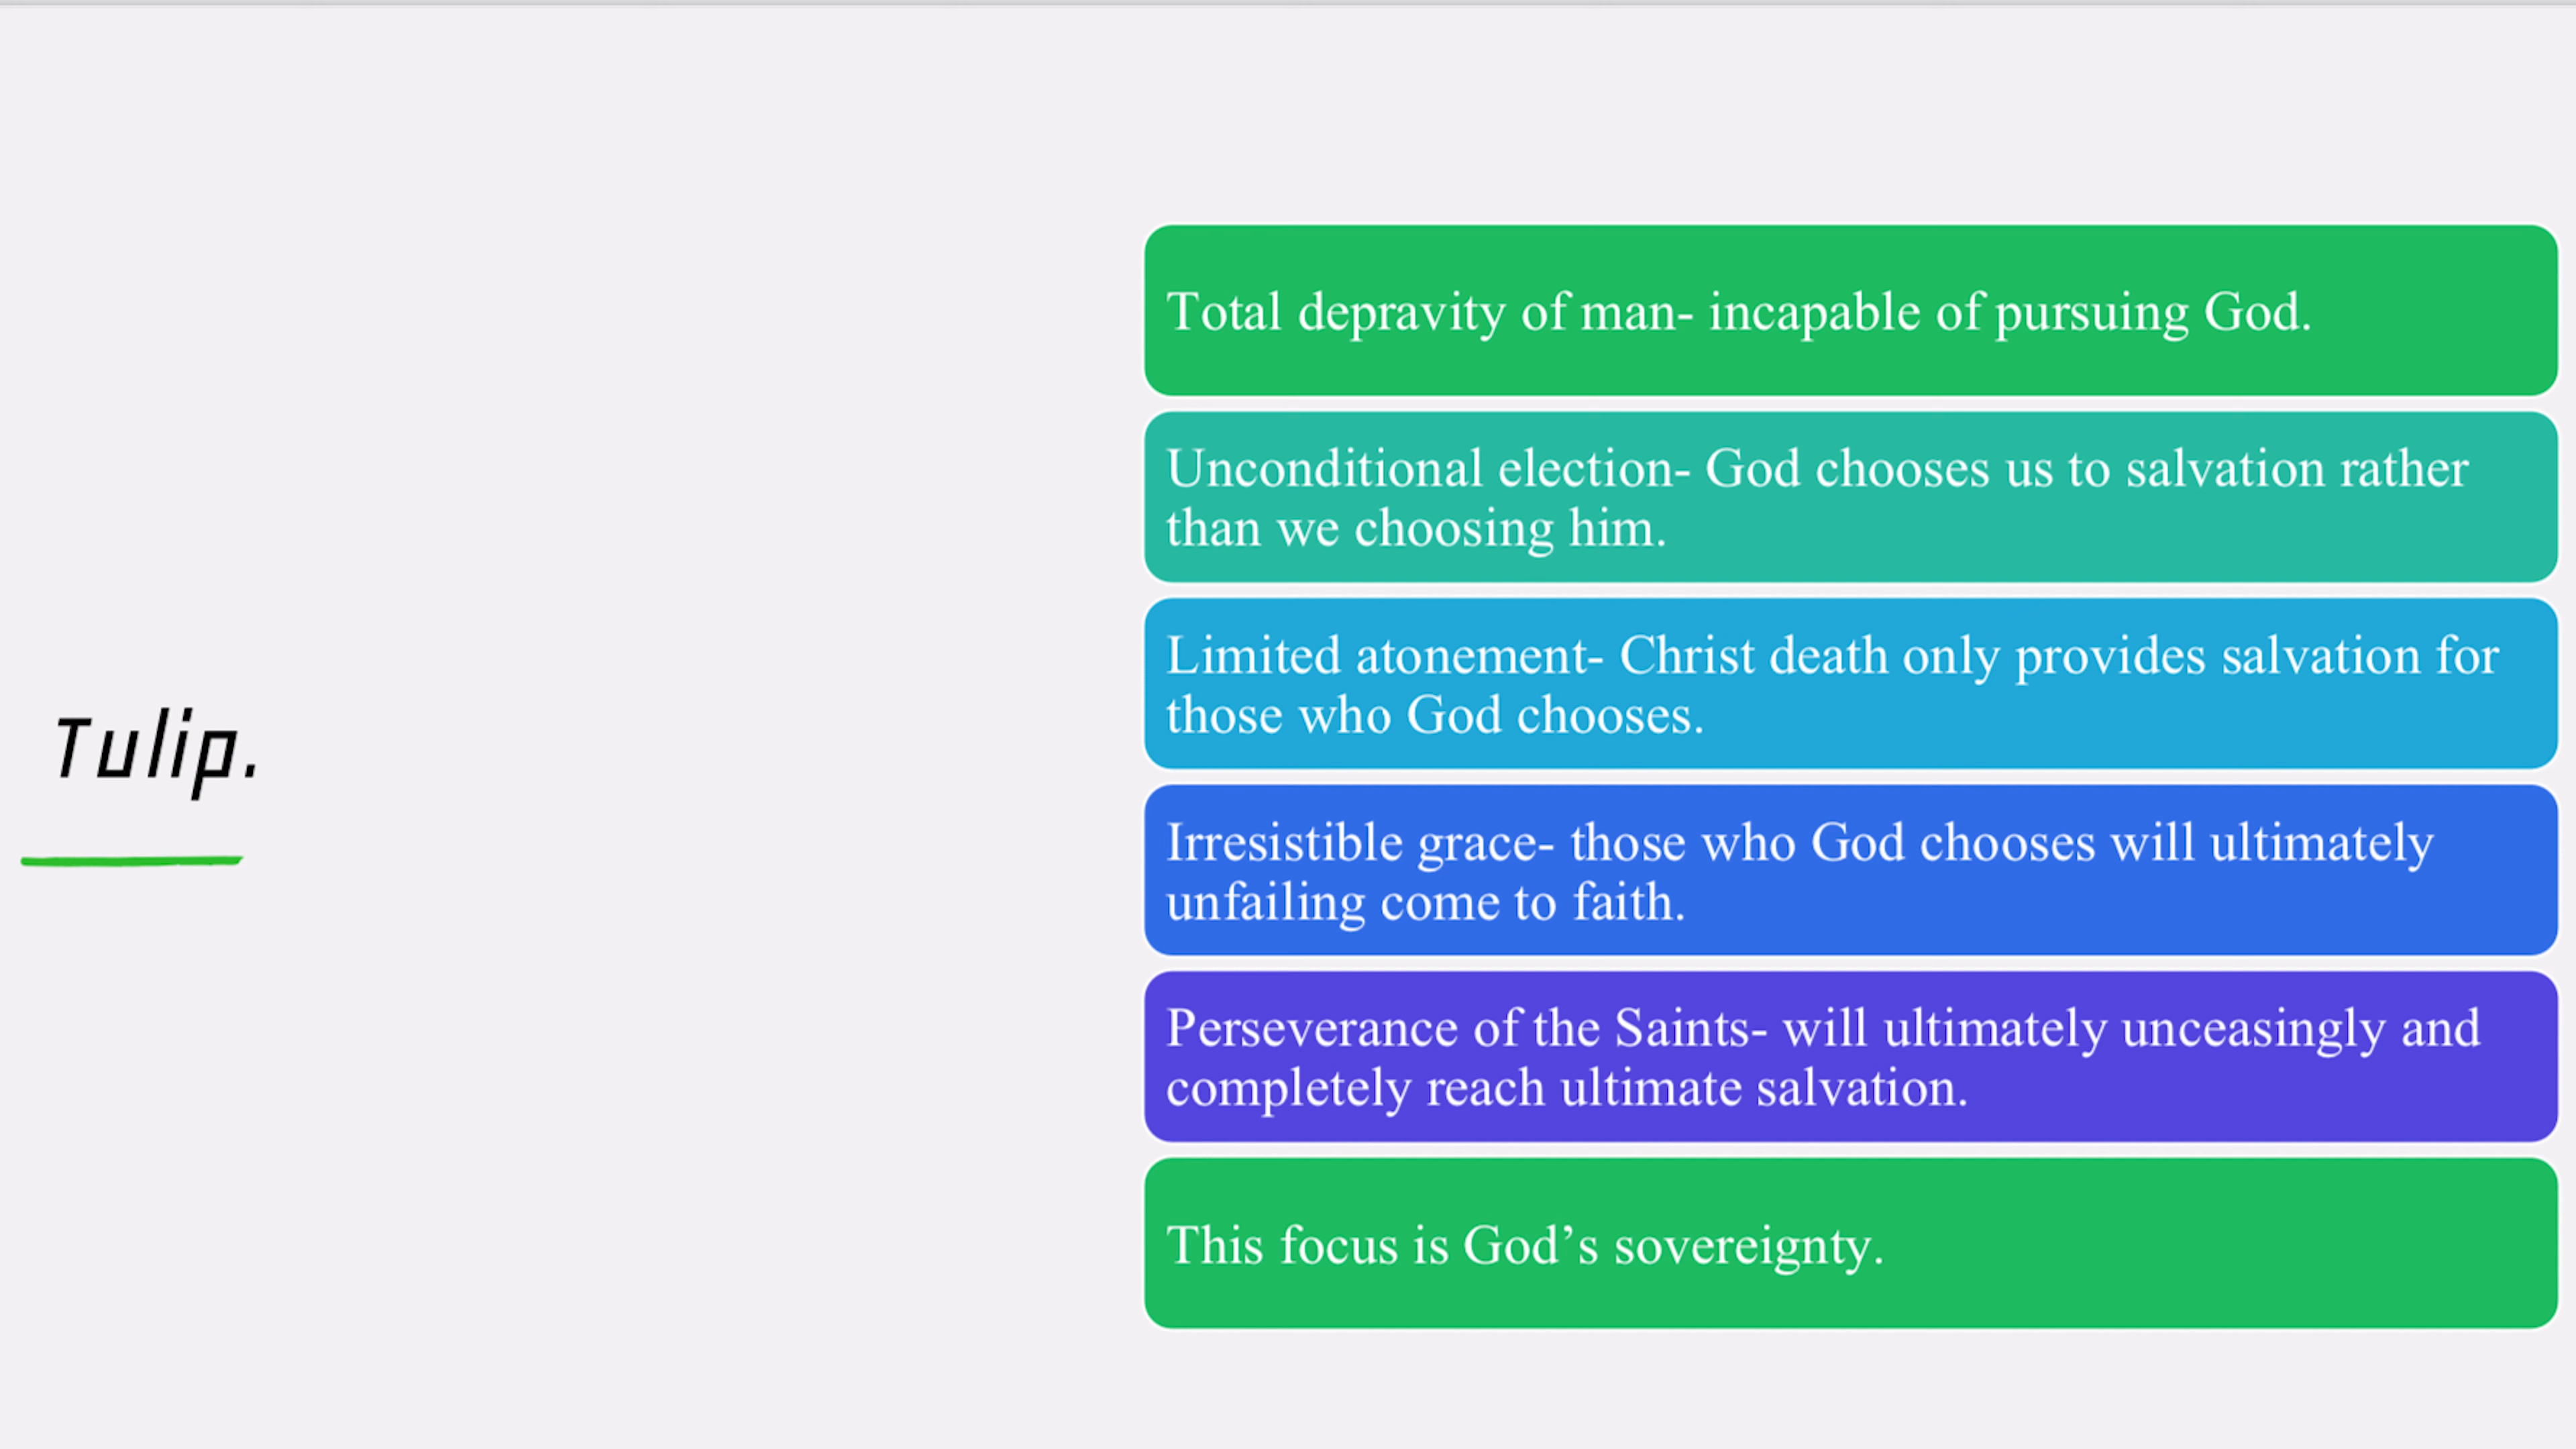 Tulip.
Total depravity of man- incapable of pursuing God.
Unconditional election- God chooses us to salvation rather
than we choosing him.
Limited atonement- Christ death only provides salvation for
those who God chooses.
Irresistible grace- those who God chooses will ultimately
unfailing come to faith.
Perseverance of the Saints- will ultimately unceasingly and
completely reach ultimate salvation.
This focus is God’s sovereignty.